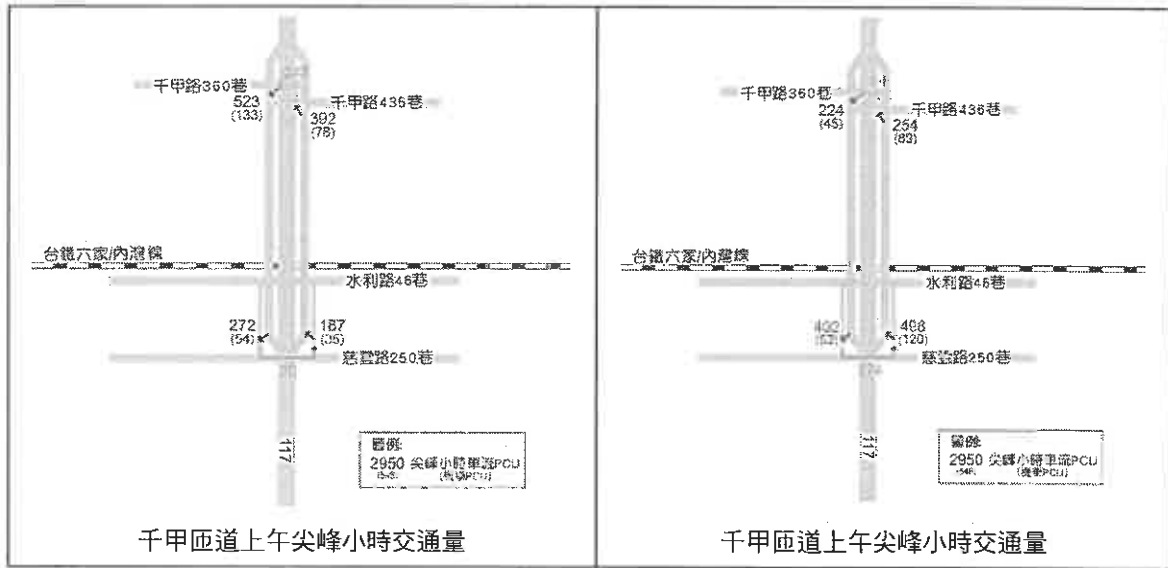 千甲路360巷
523
(133)
千甲路436巷
392
(78)
台鐵六家/內灣線
水利路46巷
272
(54)
187
(35)
慈雲路250巷
117
圖例:
2950 尖峰小時車流PCU
(機車PCU)
千甲匝道上午尖峰小時交通量
千甲路360巷
224
(45)
千甲路436巷
254
(63)
台鐵六家/內灣線
水利路46巷
402
498
(120)
慈雲路250巷
117
圖例:
2950 尖峰小時車流PCU
(機車PCU)
千甲匝道上午尖峰小時交通量